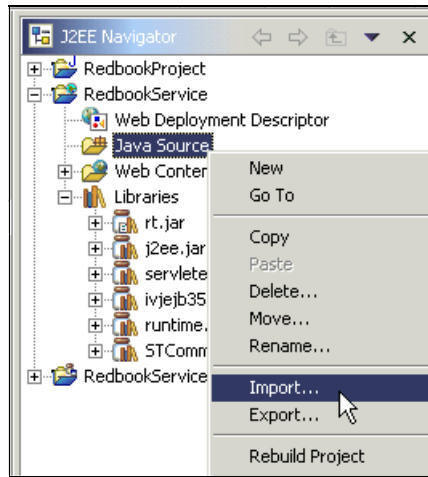 J2EE Navigator
RedbookProject
RedbookService
Web Deployment Descriptor
Java Source
Web Conter
Libraries
rt.jar
j2ee.jar
servlete
ivjejb35
runtime.
STComm
RedbookService
New
Go To
Copy
Paste
Delete...
Move...
Rename...
Import...
Export...
Rebuild Project